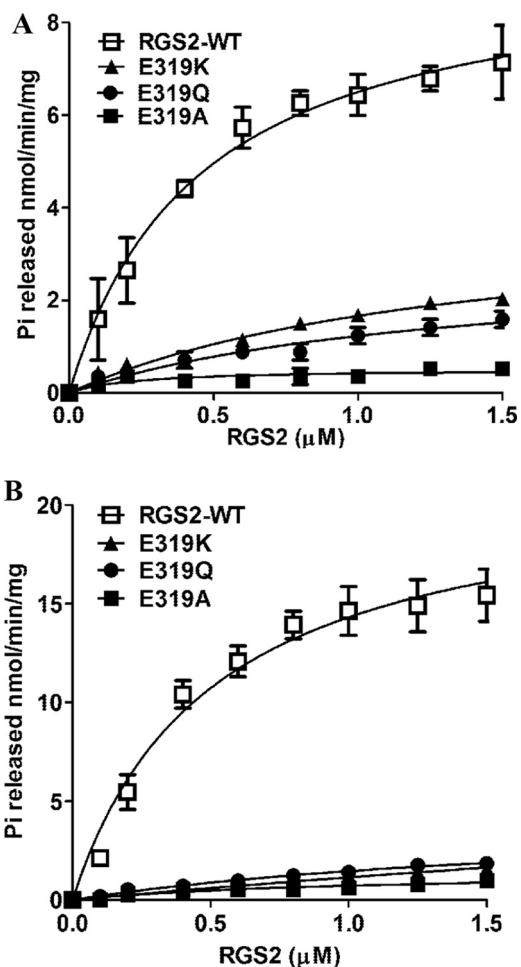 A
Pi released nmol/min/mg
8
6
4
2
0
RGS2-WT
E319K
E319Q
E319A
0.0 0.5 1.0 1.5
RGS2 (μM)
B
Pi released nmol/min/mg
20
15
10
5
0
RGS2-WT
E319K
E319Q
E319A
0.0 0.5 1.0 1.5
RGS2 (μM)